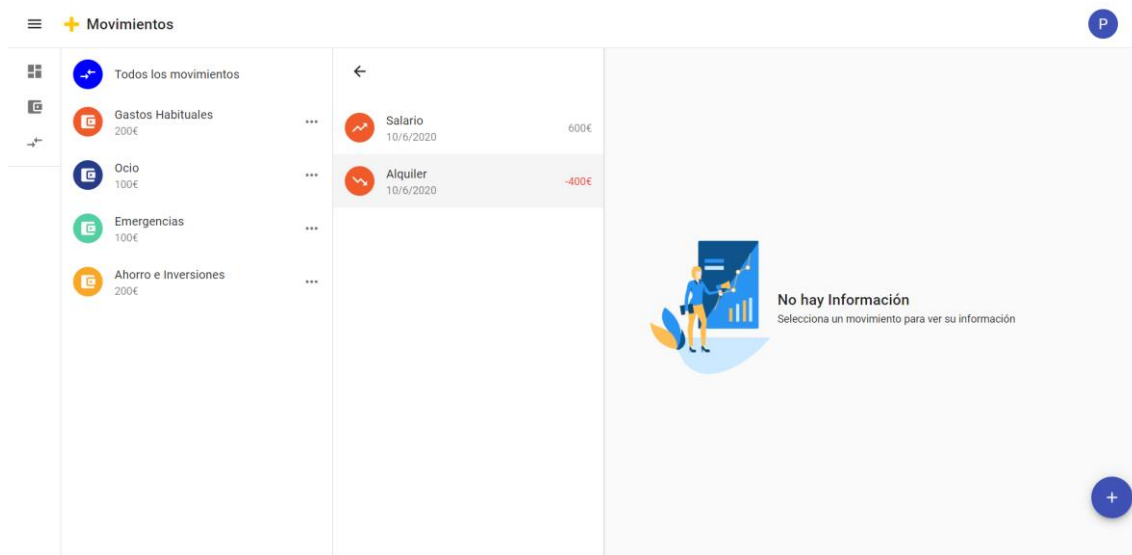 Movimientos
P
Todos los movimientos
Gastos Habituales
200€
Ocio
100€
Emergencias
100€
Ahorro e Inversiones
200€
Salario
10/6/2020
600€
Alquiler
10/6/2020
-400€
No hay Información
Selecciona un movimiento para ver su información